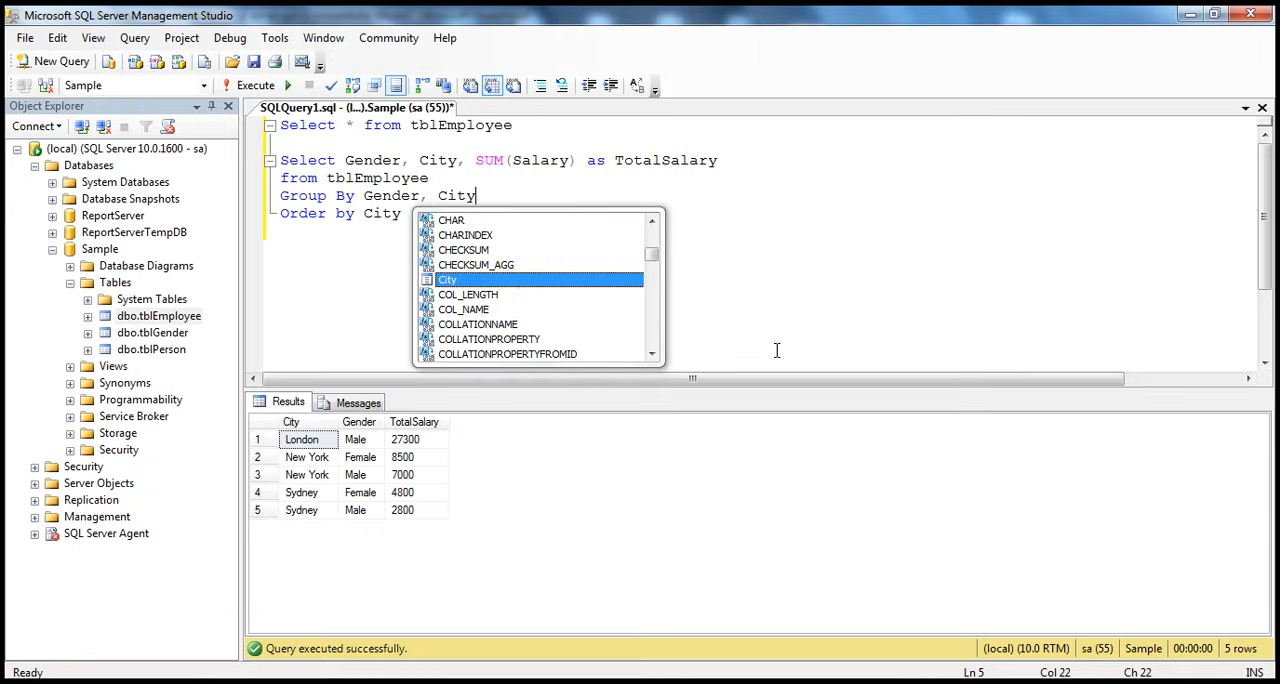 Microsoft SQL Server Management Studio
File Edit View Query Project Debug Tools Window Community Help
New Query
Sample Execute
Object Explorer
SQLQuery1.sql - (l...).Sample (sa (55))*
Connect
(local) (SQL Server 10.0.1600 - sa)
Databases
System Databases
Database Snapshots
ReportServer
ReportServerTempDB
Sample
Database Diagrams
Tables
System Tables
dbo.tblEmployee
dbo.tblGender
dbo.tblPerson
Views
Synonyms
Programmability
Service Broker
Storage
Security
Security
Server Objects
Replication
Management
SQL Server Agent
Select * from tblEmployee
Select Gender, City, SUM(Salary) as TotalSalary
from tblEmployee
Group By Gender, City
Order by City
CHAR
CHARINDEX
CHECKSUM
CHECKSUM_AGG
City
COL_LENGTH
COL_NAME
COLLATIONNAME
COLLATIONPROPERTY
COLLATIONPROPERTYFROMID
Results Messages
City Gender TotalSalary
1 London Male 27300
2 New York Female 8500
3 New York Male 7000
4 Sydney Female 4800
5 Sydney Male 2800
Query executed successfully. (local) (10.0 RTM) sa (55) Sample 00:00:00 5 rows
Ready Ln 5 Col 22 Ch 22 INS